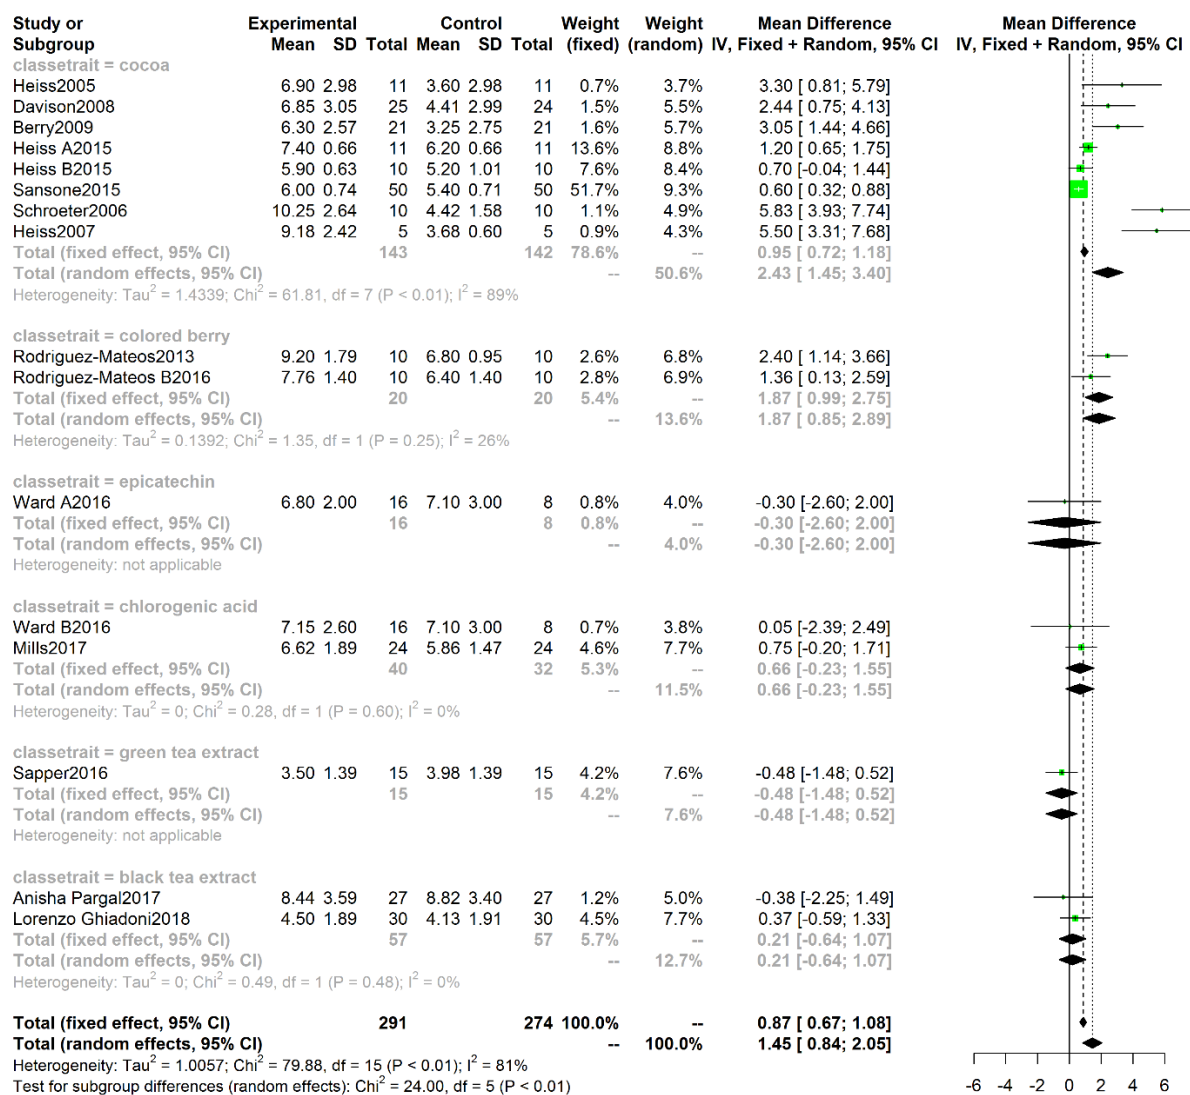 Study or Experimental Control Weight Weight Mean Difference Mean Difference
Subgroup Mean SD Total Mean SD Total (fixed) (random) IV, Fixed + Random, 95% CI IV, Fixed + Random, 95% CI
classetrait = cocoa
Heiss2005 6.90 2.98 11 3.60 2.98 11 0.7% 3.7% 3.30 [ 0.81; 5.79]
Davison2008 6.85 3.05 25 4.41 2.99 24 1.5% 5.5% 2.44 [ 0.75; 4.13]
Berry2009 6.30 2.57 21 3.25 2.75 21 1.6% 5.7% 3.05 [ 1.44; 4.66]
Heiss A2015 7.40 0.66 11 6.20 0.66 11 13.6% 8.8% 1.20 [ 0.65; 1.75]
Heiss B2015 5.90 0.63 10 5.20 1.01 10 7.6% 8.4% 0.70 [-0.04; 1.44]
Sansone2015 6.00 0.74 50 5.40 0.71 50 51.7% 9.3% 0.60 [ 0.32; 0.88]
Schroeter2006 10.25 2.64 10 4.42 1.58 10 1.1% 4.9% 5.83 [ 3.93; 7.74]
Heiss2007 9.18 2.42 5 3.68 0.60 5 0.9% 4.3% 5.50 [ 3.31; 7.68]
Total (fixed effect, 95% CI) 143 142 78.6% -- 0.95 [ 0.72; 1.18]
Total (random effects, 95% CI) -- 50.6% 2.43 [ 1.45; 3.40]
Heterogeneity: Tau² = 1.4339; Chi² = 61.81, df = 7 (P < 0.01); I² = 89%
classetrait = colored berry
Rodriguez-Mateos2013 9.20 1.79 10 6.80 0.95 10 2.6% 6.8% 2.40 [ 1.14; 3.66]
Rodriguez-Mateos B2016 7.76 1.40 10 6.40 1.40 10 2.8% 6.9% 1.36 [ 0.13; 2.59]
Total (fixed effect, 95% CI) 20 20 5.4% -- 1.87 [ 0.99; 2.75]
Total (random effects, 95% CI) -- 13.6% 1.87 [ 0.85; 2.89]
Heterogeneity: Tau² = 0.1392; Chi² = 1.35, df = 1 (P = 0.25); I² = 26%
classetrait = epicatechin
Ward A2016 6.80 2.00 16 7.10 3.00 8 0.8% 4.0% -0.30 [-2.60; 2.00]
Total (fixed effect, 95% CI) 16 8 0.8% -- -0.30 [-2.60; 2.00]
Total (random effects, 95% CI) -- 4.0% -0.30 [-2.60; 2.00]
Heterogeneity: not applicable
classetrait = chlorogenic acid
Ward B2016 7.15 2.60 16 7.10 3.00 8 0.7% 3.8% 0.05 [-2.39; 2.49]
Mills2017 6.62 1.89 24 5.86 1.47 24 4.6% 7.7% 0.75 [-0.20; 1.71]
Total (fixed effect, 95% CI) 40 32 5.3% -- 0.66 [-0.23; 1.55]
Total (random effects, 95% CI) -- 11.5% 0.66 [-0.23; 1.55]
Heterogeneity: Tau² = 0; Chi² = 0.28, df = 1 (P = 0.60); I² = 0%
classetrait = green tea extract
Sapper2016 3.50 1.39 15 3.98 1.39 15 4.2% 7.6% -0.48 [-1.48; 0.52]
Total (fixed effect, 95% CI) 15 15 4.2% -- -0.48 [-1.48; 0.52]
Total (random effects, 95% CI) -- 7.6% -0.48 [-1.48; 0.52]
Heterogeneity: not applicable
classetrait = black tea extract
Anisha Pargal2017 8.44 3.59 27 8.82 3.40 27 1.2% 5.0% -0.38 [-2.25; 1.49]
Lorenzo Ghiadoni2018 4.50 1.89 30 4.13 1.91 30 4.5% 7.7% 0.37 [-0.59; 1.33]
Total (fixed effect, 95% CI) 57 57 5.7% -- 0.21 [-0.64; 1.07]
Total (random effects, 95% CI) -- 12.7% 0.21 [-0.64; 1.07]
Heterogeneity: Tau² = 0; Chi² = 0.49, df = 1 (P = 0.48); I² = 0%
Total (fixed effect, 95% CI) 291 274 100.0% -- 0.87 [ 0.67; 1.08]
Total (random effects, 95% CI) -- 100.0% 1.45 [ 0.84; 2.05]
Heterogeneity: Tau² = 1.0057; Chi² = 79.88, df = 15 (P < 0.01); I² = 81%
Test for subgroup differences (random effects): Chi² = 24.00, df = 5 (P < 0.01)
-6 -4 -2 0 2 4 6